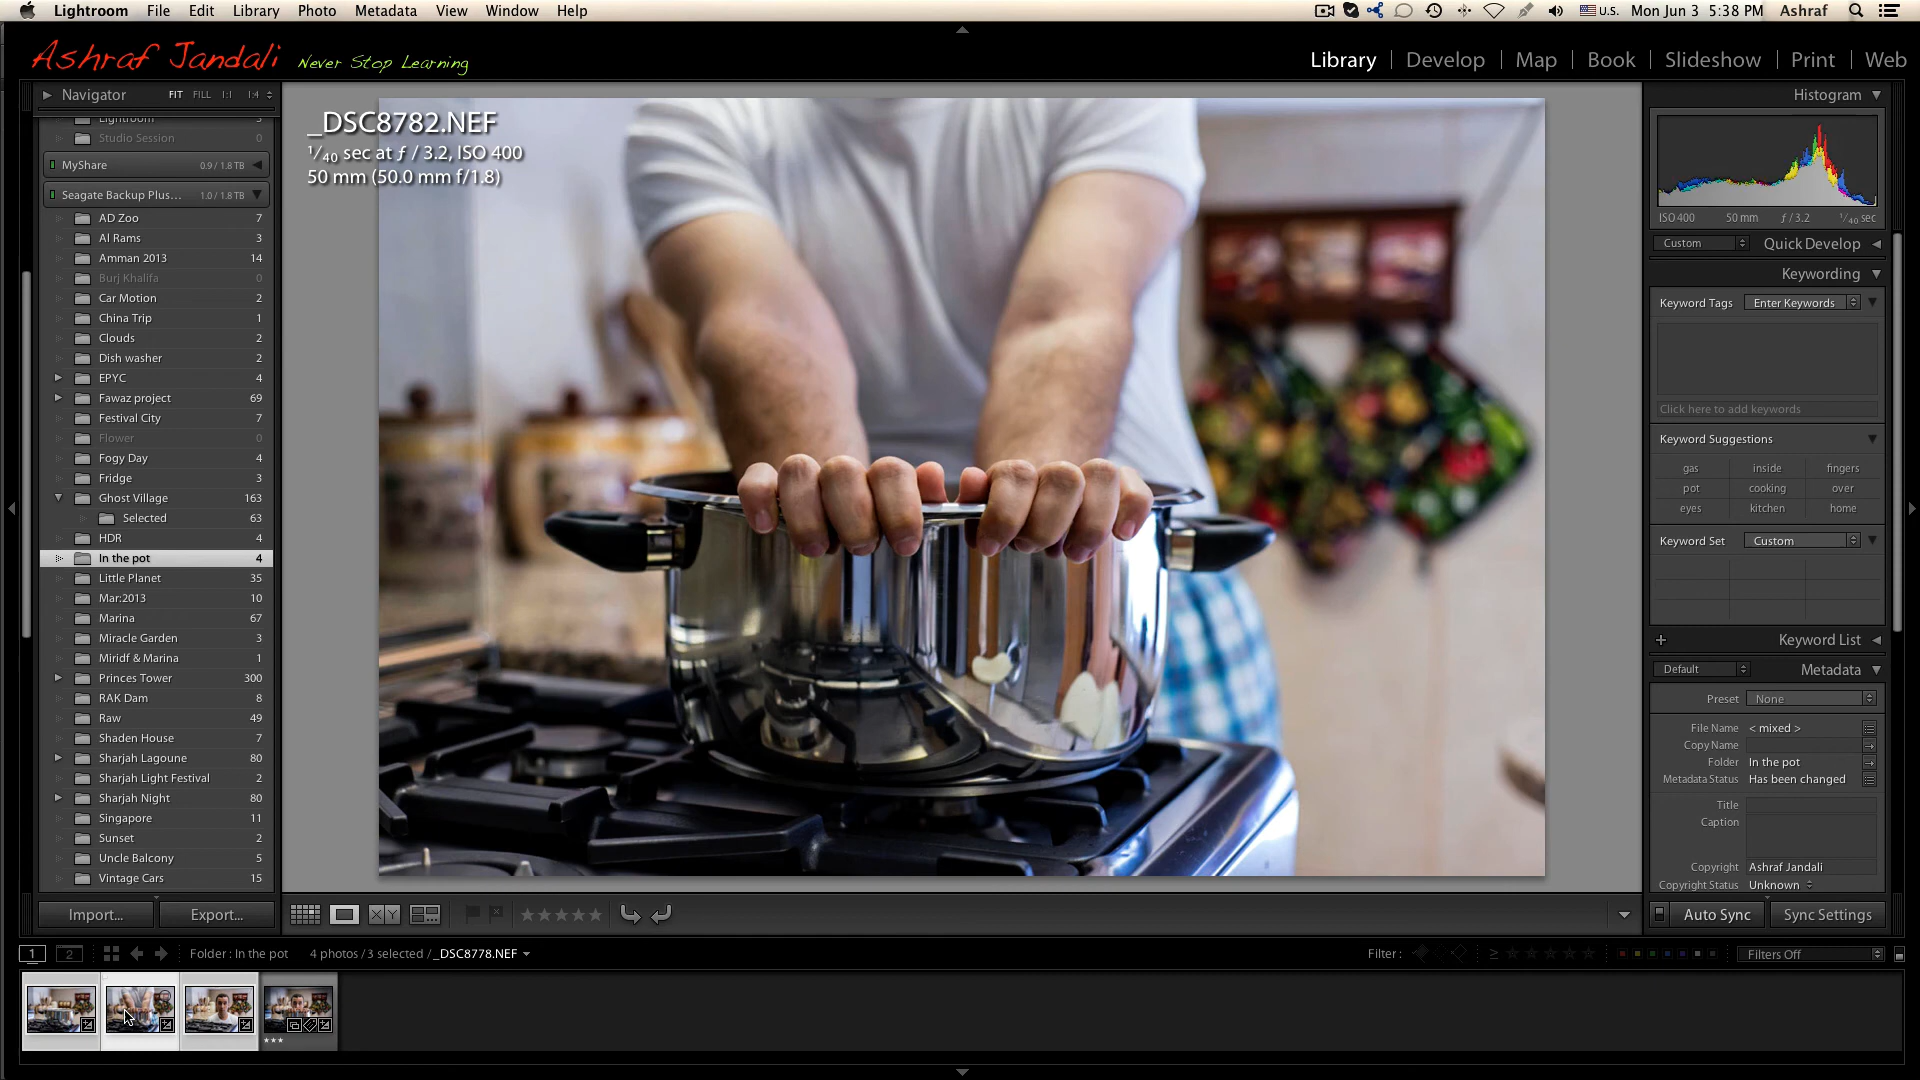 Lightroom File Edit Library Photo Metadata View Window Help U.S. Mon Jun 3 5:38 PM Ashraf
Ashraf Jandali Never Stop Learning
Library | Develop | Map | Book | Slideshow | Print | Web
Navigator FIT FILL 1:1 1:4
Lightroom 3
Studio Session 0
MyShare 0.9 / 1.8 TB
Seagate Backup Plus... 1.0 / 1.8 TB
AD Zoo 7
Al Rams 3
Amman 2013 14
Burj Khalifa 0
Car Motion 2
China Trip 1
Clouds 2
Dish washer 2
EPYC 4
Fawaz project 69
Festival City 7
Flower 0
Fogy Day 4
Fridge 3
Ghost Village 163
Selected 63
HDR 4
In the pot 4
Little Planet 35
Mar:2013 10
Marina 67
Miracle Garden 3
Miridf & Marina 1
Princes Tower 300
RAK Dam 8
Raw 49
Shaden House 7
Sharjah Lagoune 80
Sharjah Light Festival 2
Sharjah Night 80
Singapore 11
Sunset 2
Uncle Balcony 5
Vintage Cars 15
Import... Export...
_DSC8782.NEF
1/40 sec at ƒ / 3.2, ISO 400
50 mm (50.0 mm f/1.8)
Histogram
ISO 400 50 mm ƒ / 3.2 1/40 sec
Custom Quick Develop
Keywording
Keyword Tags Enter Keywords
Click here to add keywords
Keyword Suggestions
gas inside fingers
pot cooking over
eyes kitchen home
Keyword Set Custom
+ Keyword List
Default Metadata
Preset None
File Name < mixed >
Copy Name
Folder In the pot
Metadata Status Has been changed
Title
Caption
Copyright Ashraf Jandali
Copyright Status Unknown
Auto Sync Sync Settings
X Y
1 2 Folder : In the pot 4 photos / 3 selected / _DSC8778.NEF Filter : ≥ Filters Off